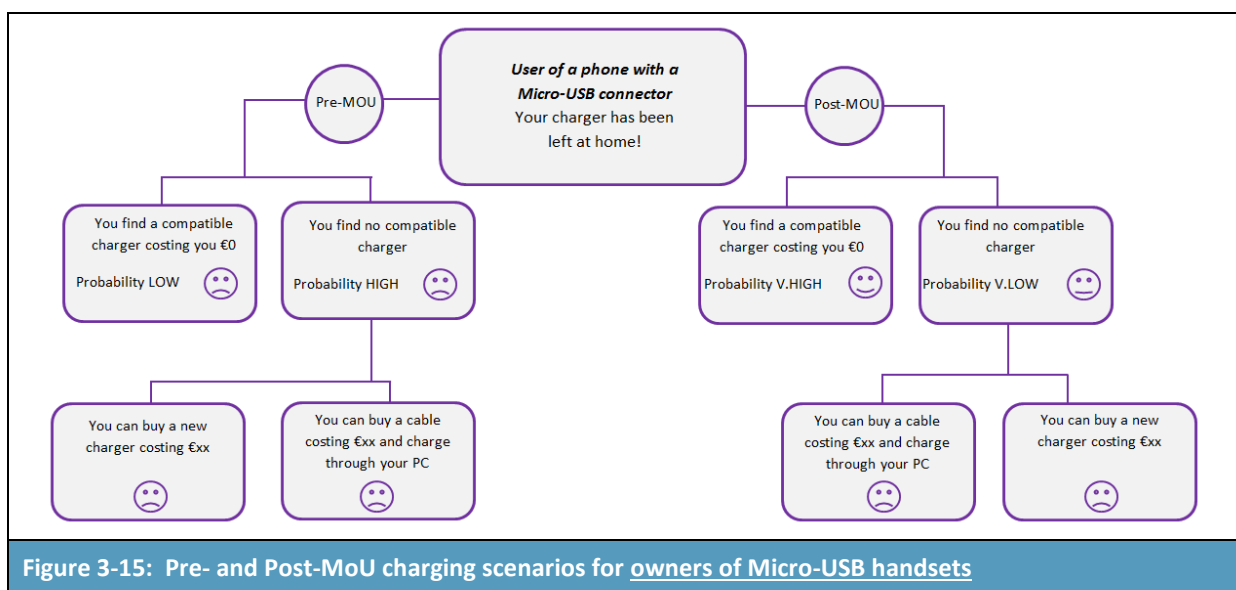 User of a phone with a
Micro-USB connector
Your charger has been
left at home!
Pre-MOU
Post-MOU
You find a compatible
charger costing you €0
Probability LOW
You find no compatible
charger
Probability HIGH
You find a compatible
charger costing you €0
Probability V.HIGH
You find no compatible
charger
Probability V.LOW
You can buy a new
charger costing €xx
You can buy a cable
costing €xx and charge
through your PC
You can buy a cable
costing €xx and charge
through your PC
You can buy a new
charger costing €xx
Figure 3-15: Pre- and Post-MoU charging scenarios for owners of Micro-USB handsets